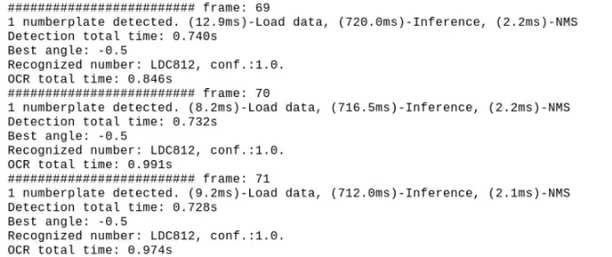 ######################### frame: 69
1 numberplate detected. (12.9ms)-Load data, (720.0ms)-Inference, (2.2ms)-NMS
Detection total time: 0.740s
Best angle: -0.5
Recognized number: LDC812, conf.:1.0.
OCR total time: 0.846s
######################### frame: 70
1 numberplate detected. (8.2ms)-Load data, (716.5ms)-Inference, (2.2ms)-NMS
Detection total time: 0.732s
Best angle: -0.5
Recognized number: LDC812, conf.:1.0.
OCR total time: 0.991s
######################### frame: 71
1 numberplate detected. (9.2ms)-Load data, (712.0ms)-Inference, (2.1ms)-NMS
Detection total time: 0.728s
Best angle: -0.5
Recognized number: LDC812, conf.:1.0.
OCR total time: 0.974s